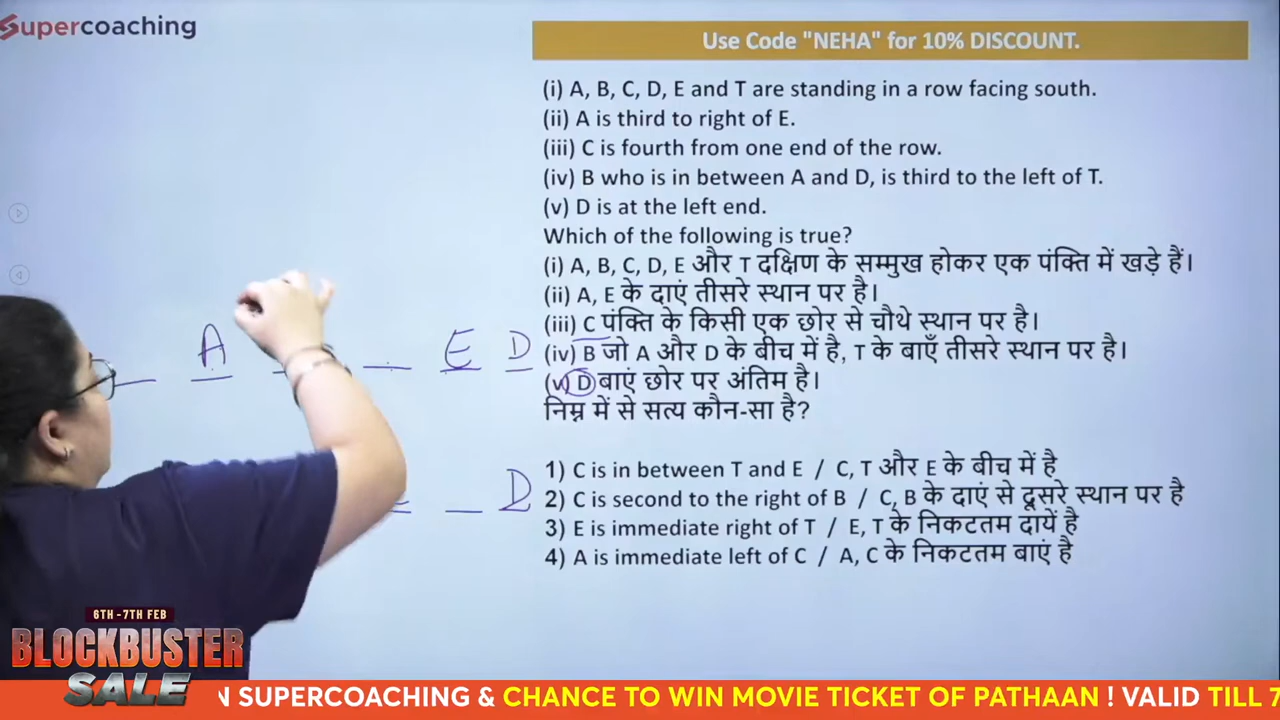 Supercoaching
Use Code "NEHA" for 10% DISCOUNT.
(i) A, B, C, D, E and T are standing in a row facing south.
(ii) A is third to right of E.
(iii) C is fourth from one end of the row.
(iv) B who is in between A and D, is third to the left of T.
(v) D is at the left end.
Which of the following is true?
(i) A, B, C, D, E और T दक्षिण के सम्मुख होकर एक पंक्ति में खड़े हैं।
(ii) A, E के दाएं तीसरे स्थान पर है।
(iii) C पंक्ति के किसी एक छोर से चौथे स्थान पर है।
(iv) B जो A और D के बीच में है, T के बाएँ तीसरे स्थान पर है।
(v) D बाएं छोर पर अंतिम है।
निम्न में से सत्य कौन-सा है?
1) C is in between T and E / C, T और E के बीच में है
2) C is second to the right of B / C, B के दाएं से दूसरे स्थान पर है
3) E is immediate right of T / E, T के निकटतम दायें है
4) A is immediate left of C / A, C के निकटतम बाएं है
A E D
D
6TH -7TH FEB
BLOCKBUSTER
SALE
N SUPERCOACHING & CHANCE TO WIN MOVIE TICKET OF PATHAAN ! VALID TILL 7